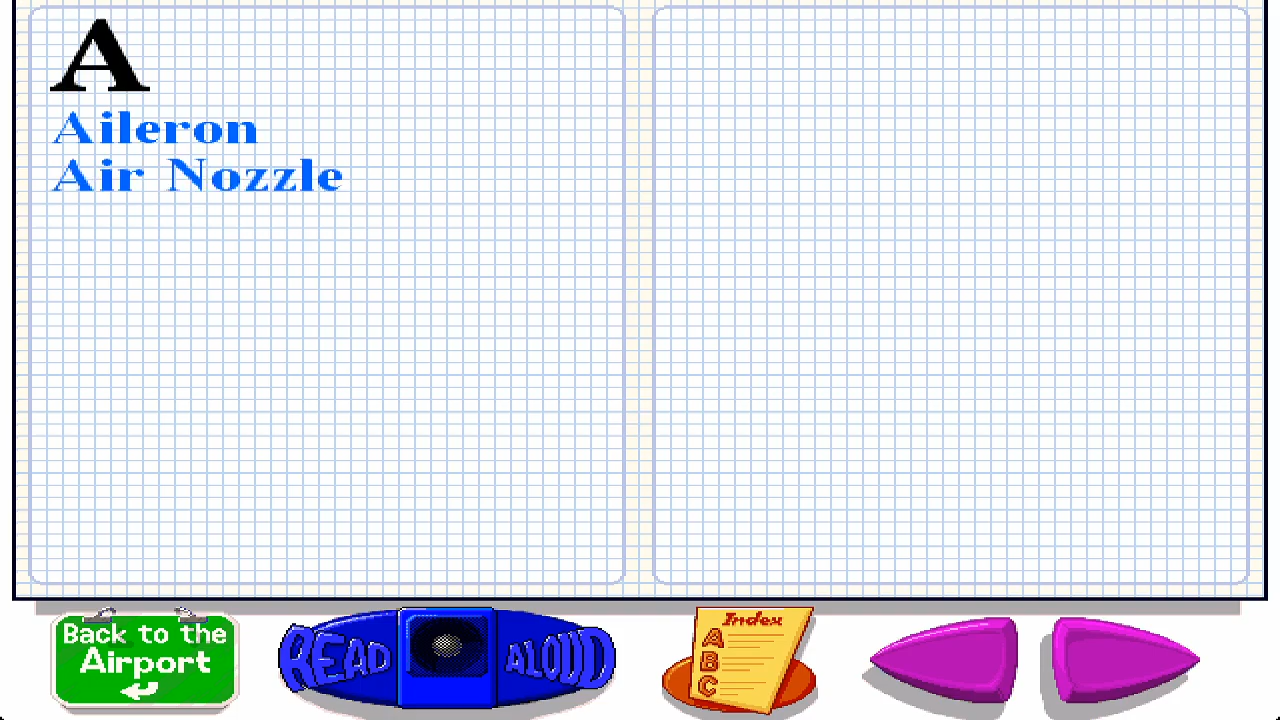 A
Aileron
Air Nozzle
Back to the
Airport
READ ALOUD
Index
A
B
C